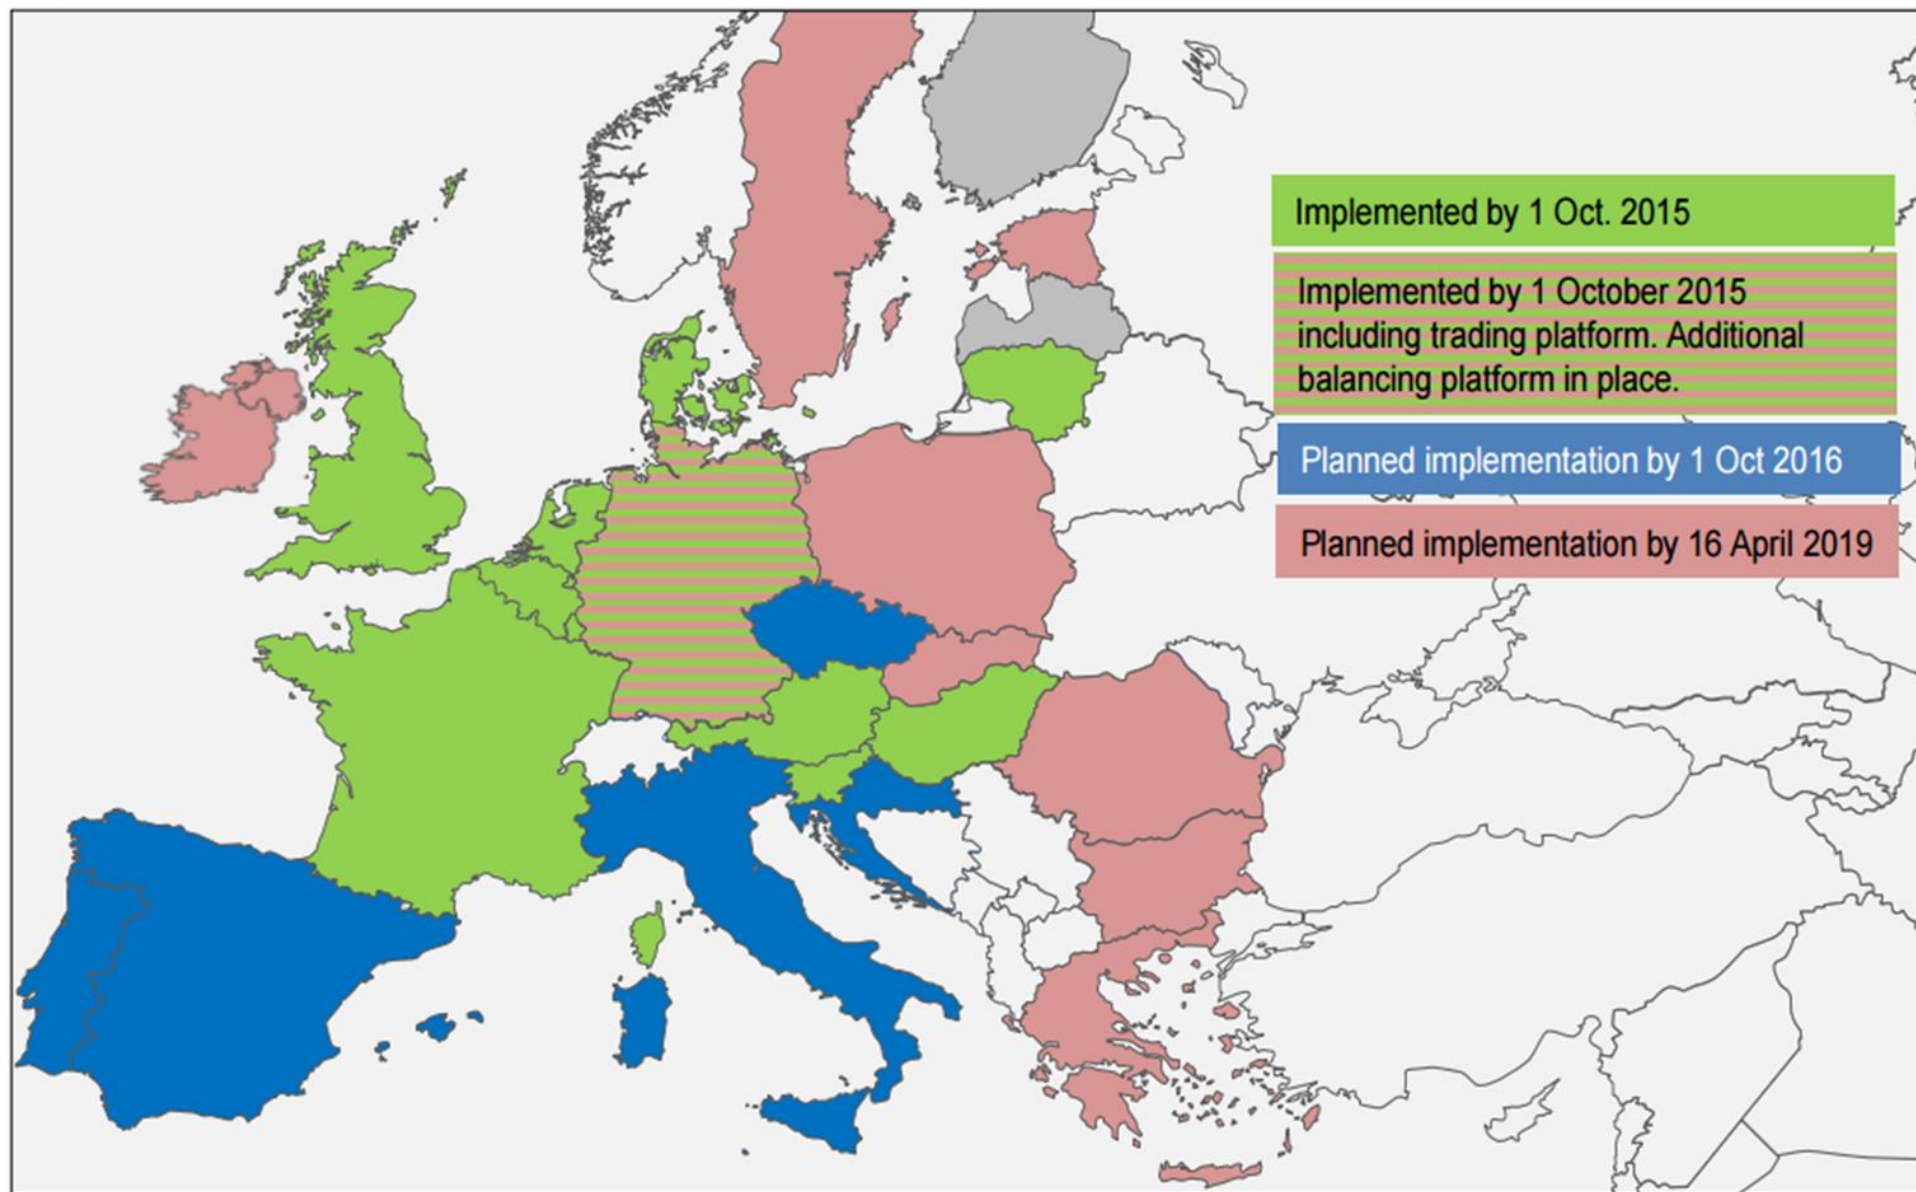 Implemented by 1 Oct. 2015
Implemented by 1 October 2015
including trading platform. Additional
balancing platform in place.
Planned implementation by 1 Oct 2016
Planned implementation by 16 April 2019